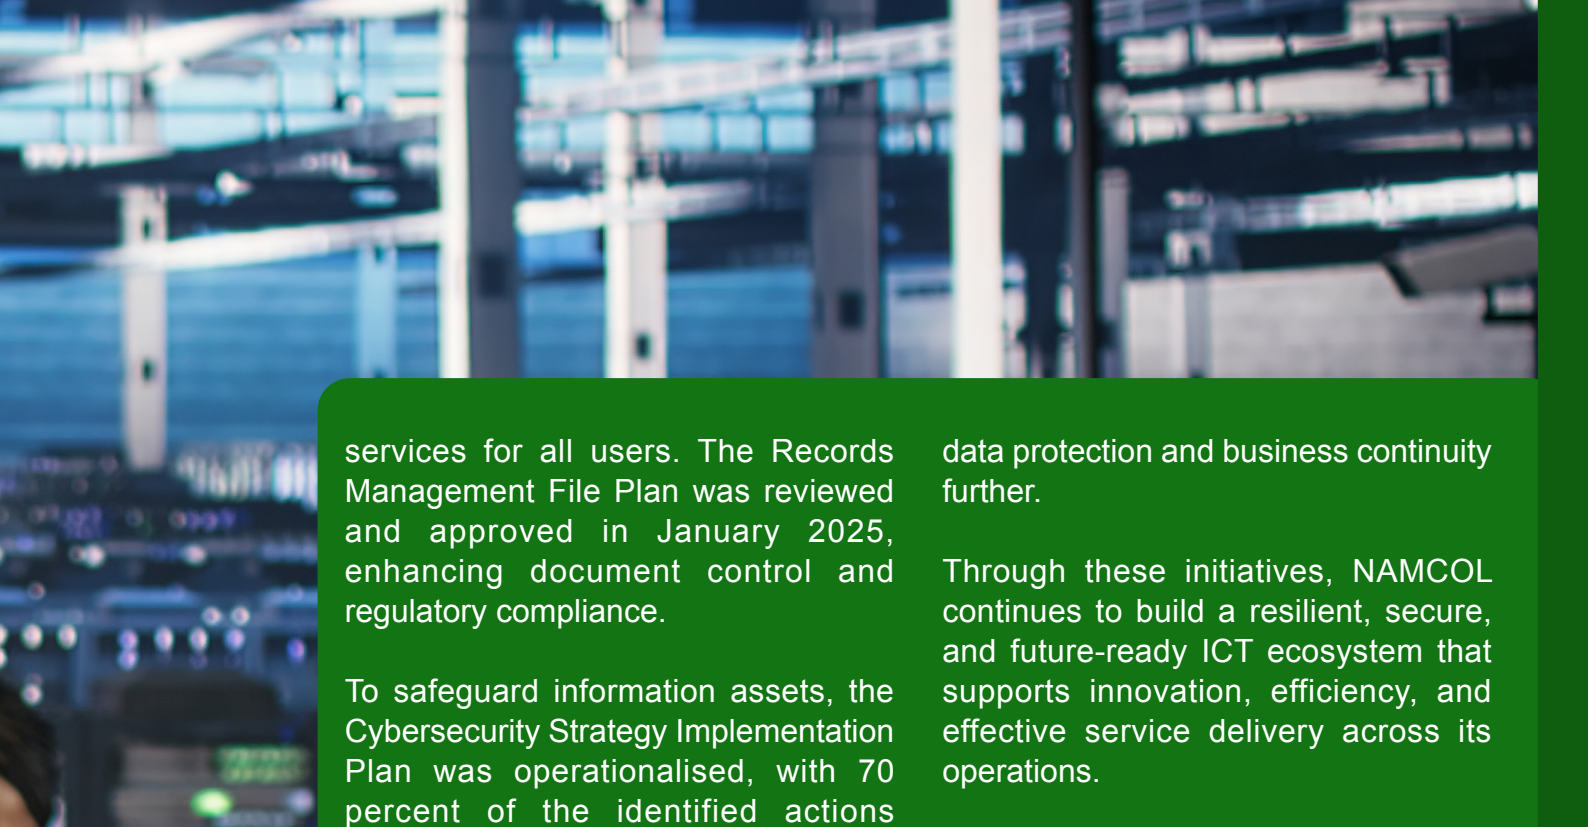 services for all users. The Records
Management File Plan was reviewed
and approved in January 2025,
enhancing document control and
regulatory compliance.
To safeguard information assets, the
Cybersecurity Strategy Implementation
Plan was operationalised, with 70
percent of the identified actions
data protection and business continuity
further.
Through these initiatives, NAMCOL
continues to build a resilient, secure,
and future-ready ICT ecosystem that
supports innovation, efficiency, and
effective service delivery across its
operations.